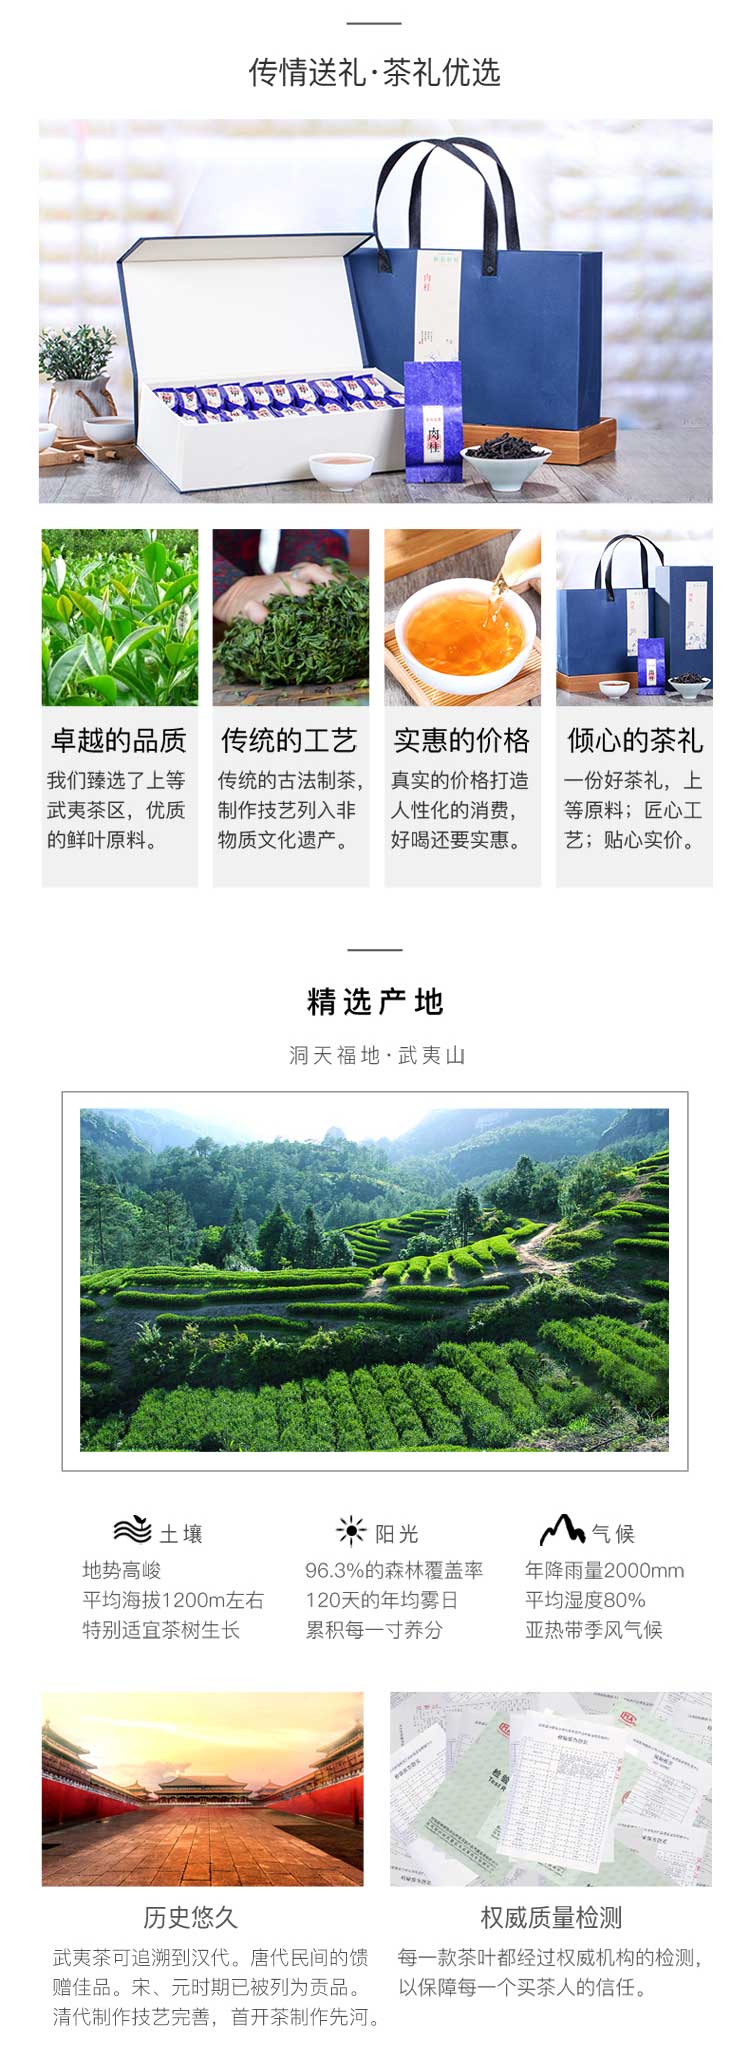 传情送礼·茶礼优选
肉桂
肉桂
卓越的品质
我们臻选了上等
武夷茶区，优质
的鲜叶原料。
传统的工艺
传统的古法制茶，
制作技艺列入非
物质文化遗产。
实惠的价格
真实的价格打造
人性化的消费，
好喝还要实惠。
倾心的茶礼
一份好茶礼，上
等原料；匠心工
艺；贴心实价。
精选产地
洞天福地·武夷山
土壤
地势高峻
平均海拔1200m左右
特别适宜茶树生长
阳光
96.3%的森林覆盖率
120天的年均雾日
累积每一寸养分
气候
年降雨量2000mm
平均湿度80%
亚热带季风气候
历史悠久
武夷茶可追溯到汉代。唐代民间的馈
赠佳品。宋、元时期已被列为贡品。
清代制作技艺完善，首开茶制作先河。
权威质量检测
每一款茶叶都经过权威机构的检测，
以保障每一个买茶人的信任。